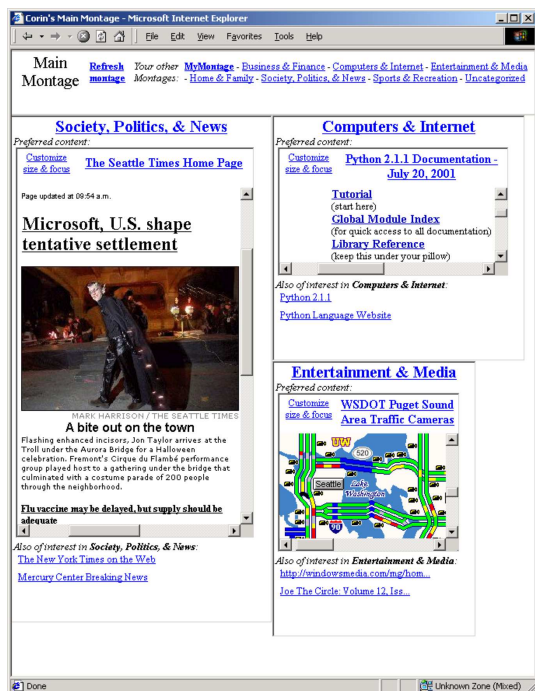 Corin's Main Montage - Microsoft Internet Explorer
File Edit View Favorites Tools Help
Main Montage
Refresh montage
Your other MyMontage - Business & Finance - Computers & Internet - Entertainment & Media
Montages: - Home & Family - Society, Politics, & News - Sports & Recreation - Uncategorized
Society, Politics, & News
Preferred content:
Customize size & focus
The Seattle Times Home Page
Page updated at 09:54 a.m.
Microsoft, U.S. shape
tentative settlement
MARK HARRISON / THE SEATTLE TIMES
A bite out on the town
Flashing enhanced incisors, Jon Taylor arrives at the
Troll under the Aurora Bridge for a Halloween
celebration. Fremont's Cirque du Flambé performance
group played host to a gathering under the bridge that
culminated with a costume parade of 200 people
through the neighborhood.
Flu vaccine may be delayed, but supply should be
adequate
Also of interest in Society, Politics, & News:
The New York Times on the Web
Mercury Center Breaking News
Computers & Internet
Preferred content:
Customize size & focus
Python 2.1.1 Documentation -
July 20, 2001
Tutorial
(start here)
Global Module Index
(for quick access to all documentation)
Library Reference
(keep this under your pillow)
Also of interest in Computers & Internet:
Python 2.1.1
Python Language Website
Entertainment & Media
Preferred content:
Customize size & focus
WSDOT Puget Sound
Area Traffic Cameras
UW
520
Seattle
Lake
Washington
90
Also of interest in Entertainment & Media:
http://windowsmedia.com/mg/hom...
Joe The Circle: Volume 12, Iss...
Done
Unknown Zone (Mixed)